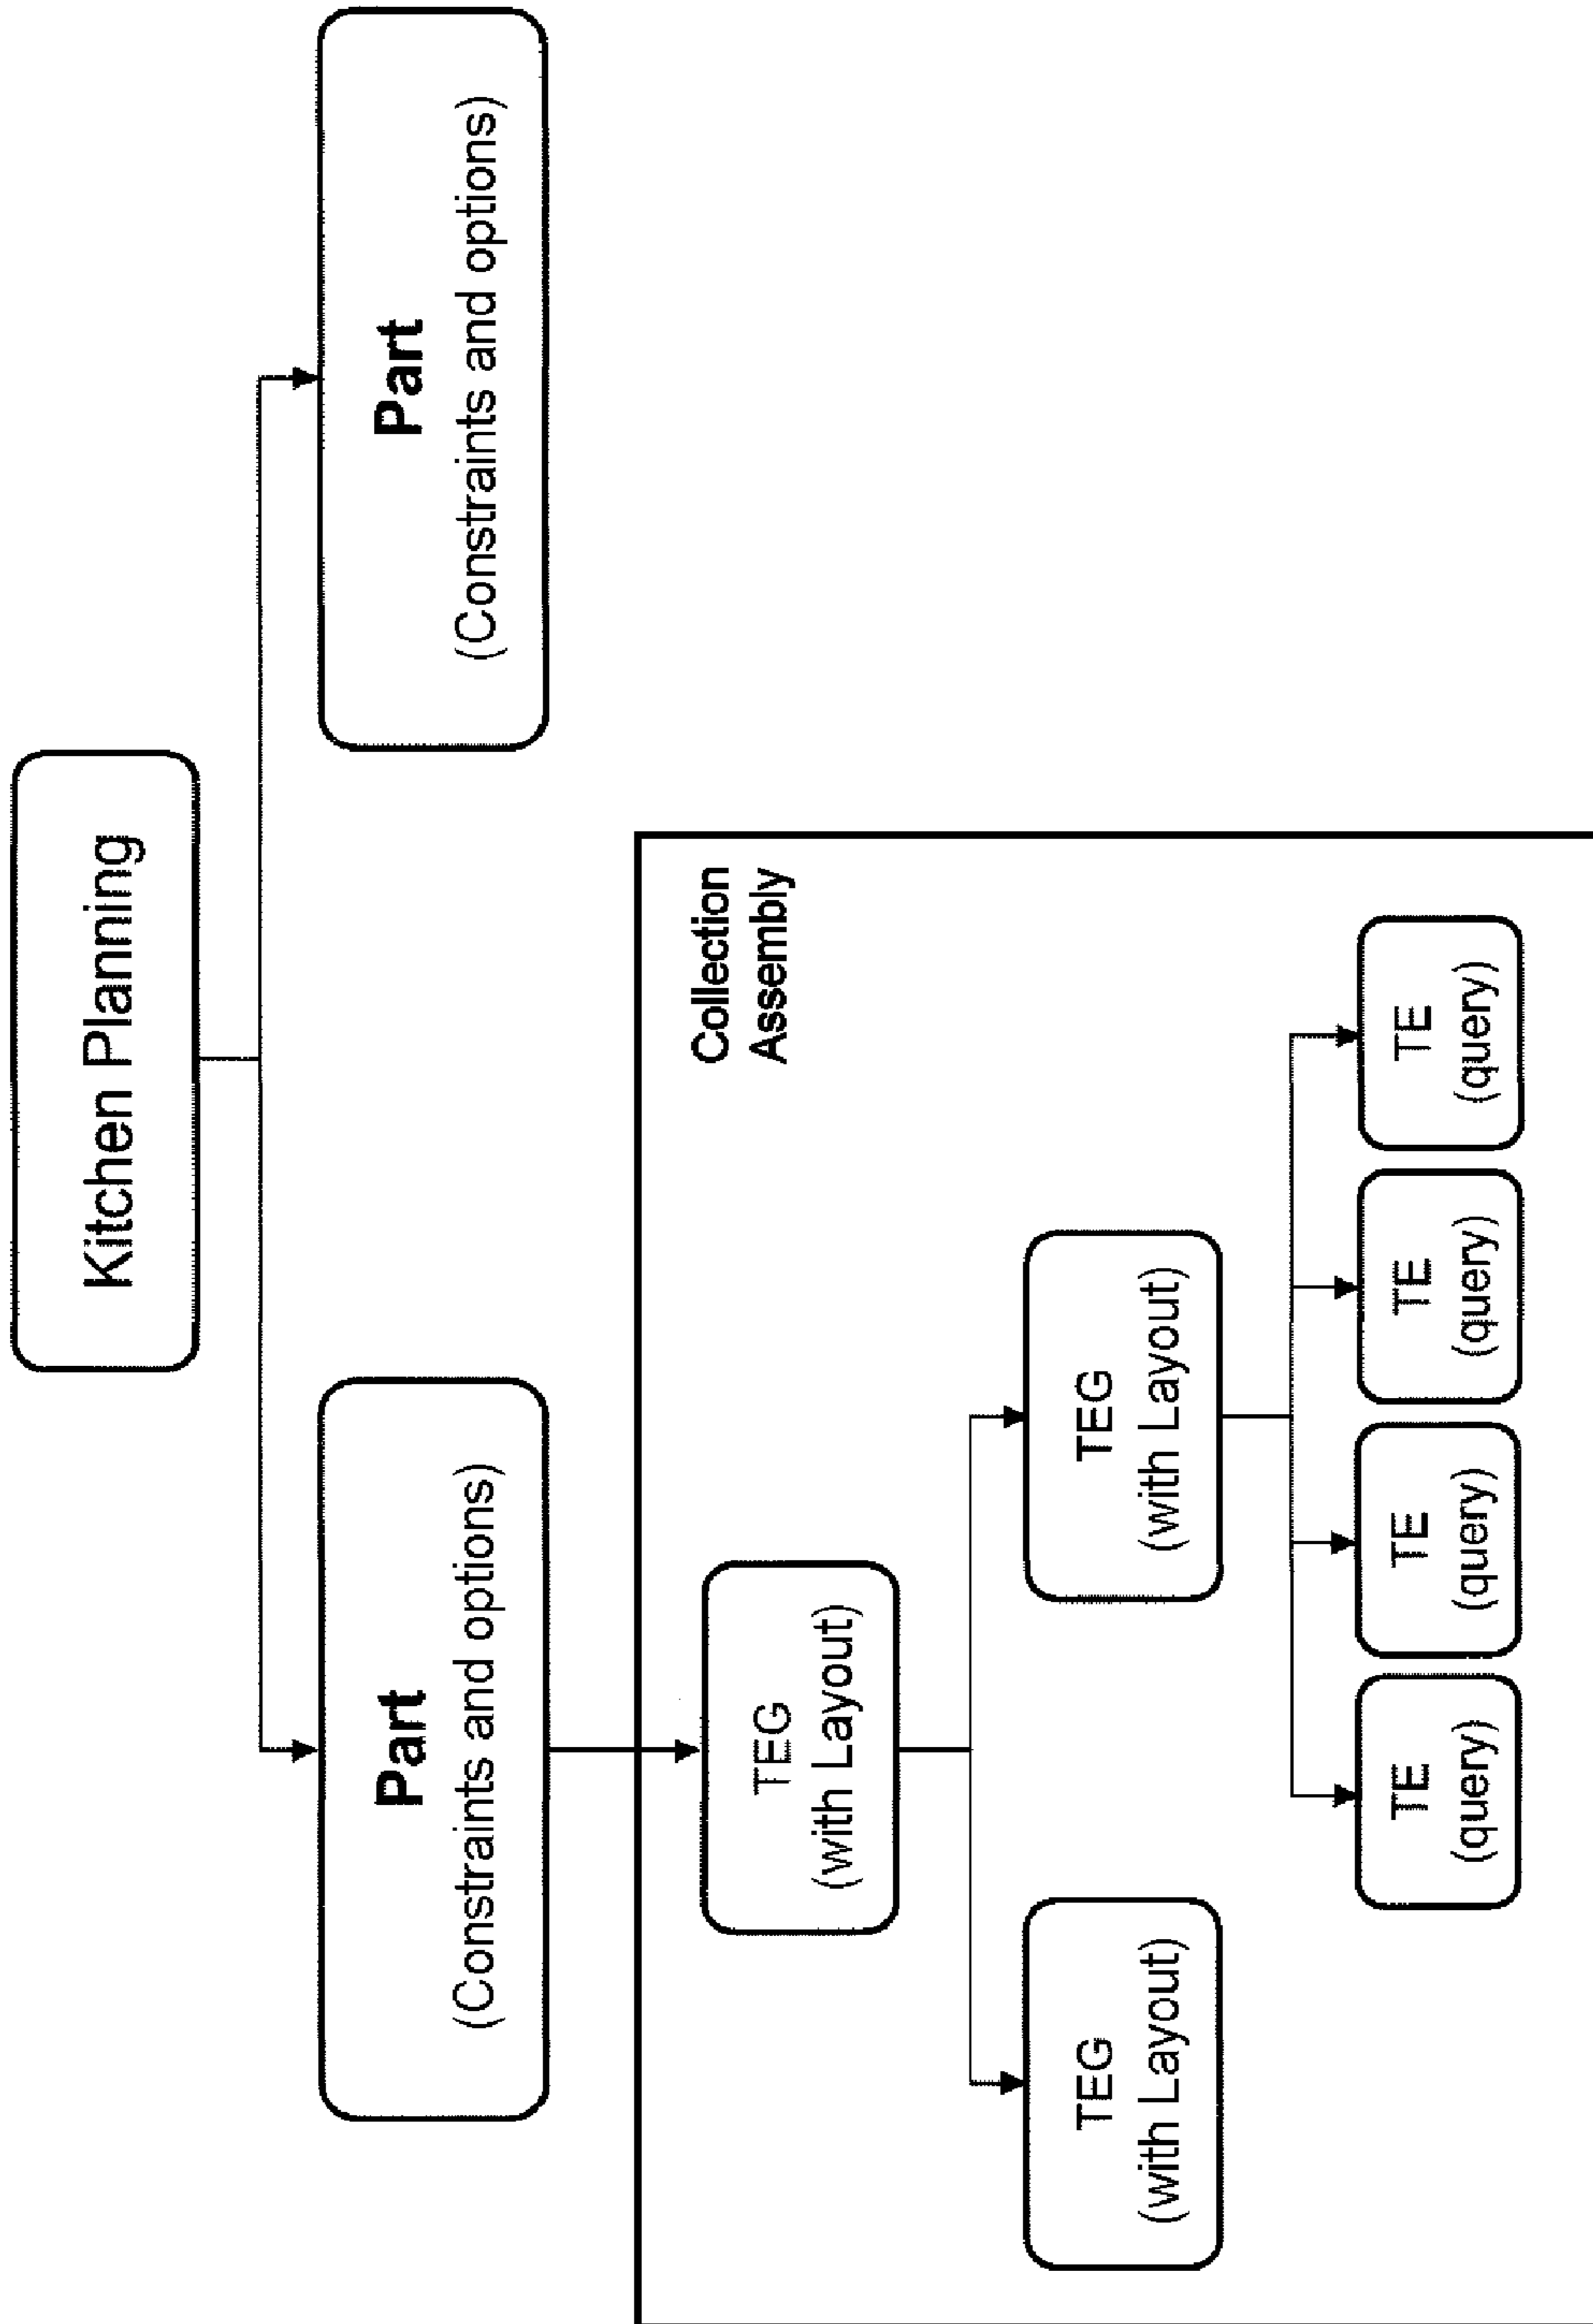 Kitchen Planning
Part
(Constraints and options)
Part
(Constraints and options)
Collection
Assembly
TEG
(with Layout)
TEG
(with Layout)
TEG
(with Layout)
TE
(query)
TE
(query)
TE
(query)
TE
(query)